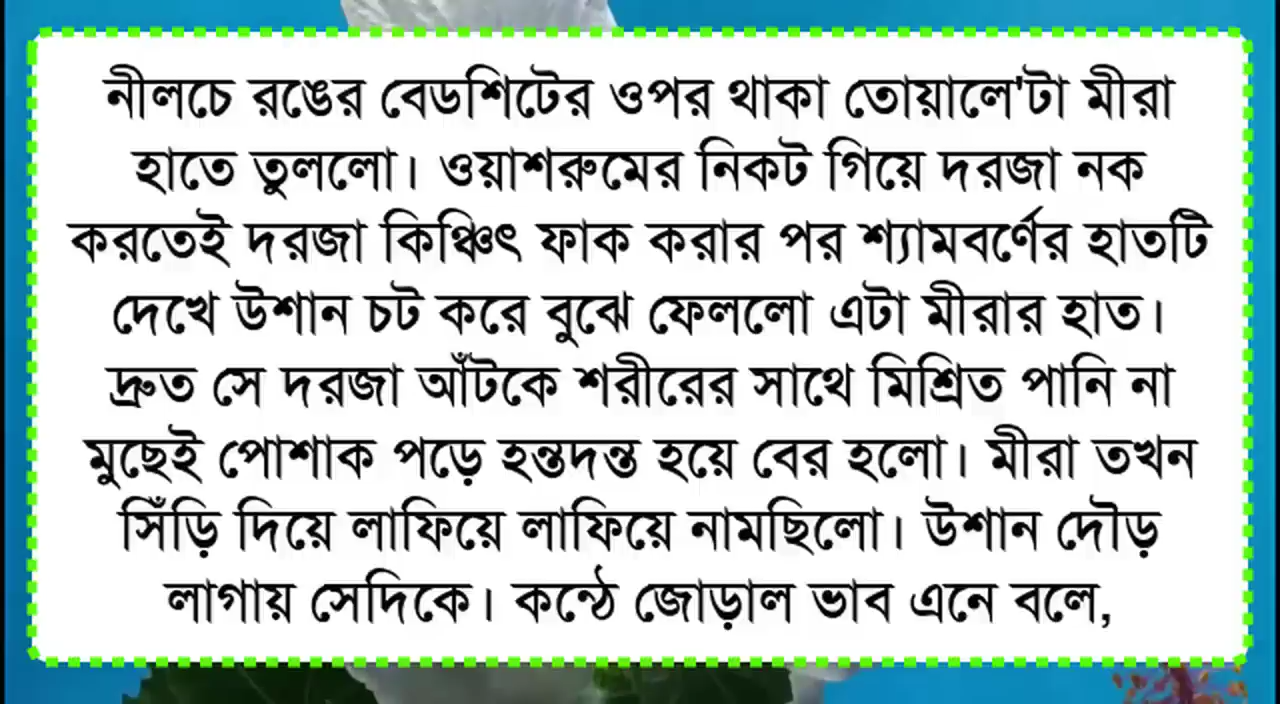 নীলচে রঙের বেডশিটের ওপর থাকা তোয়ালে'টা মীরা
হাতে তুললো। ওয়াশরুমের নিকট গিয়ে দরজা নক
করতেই দরজা কিঞ্চিৎ ফাক করার পর শ্যামবর্ণের হাতটি
দেখে উশান চট করে বুঝে ফেললো এটা মীরার হাত।
দ্রুত সে দরজা আঁটকে শরীরের সাথে মিশ্রিত পানি না
মুছেই পোশাক পড়ে হন্তদন্ত হয়ে বের হলো। মীরা তখন
সিঁড়ি দিয়ে লাফিয়ে লাফিয়ে নামছিলো। উশান দৌড়
লাগায় সেদিকে। কন্ঠে জোড়াল ভাব এনে বলে,